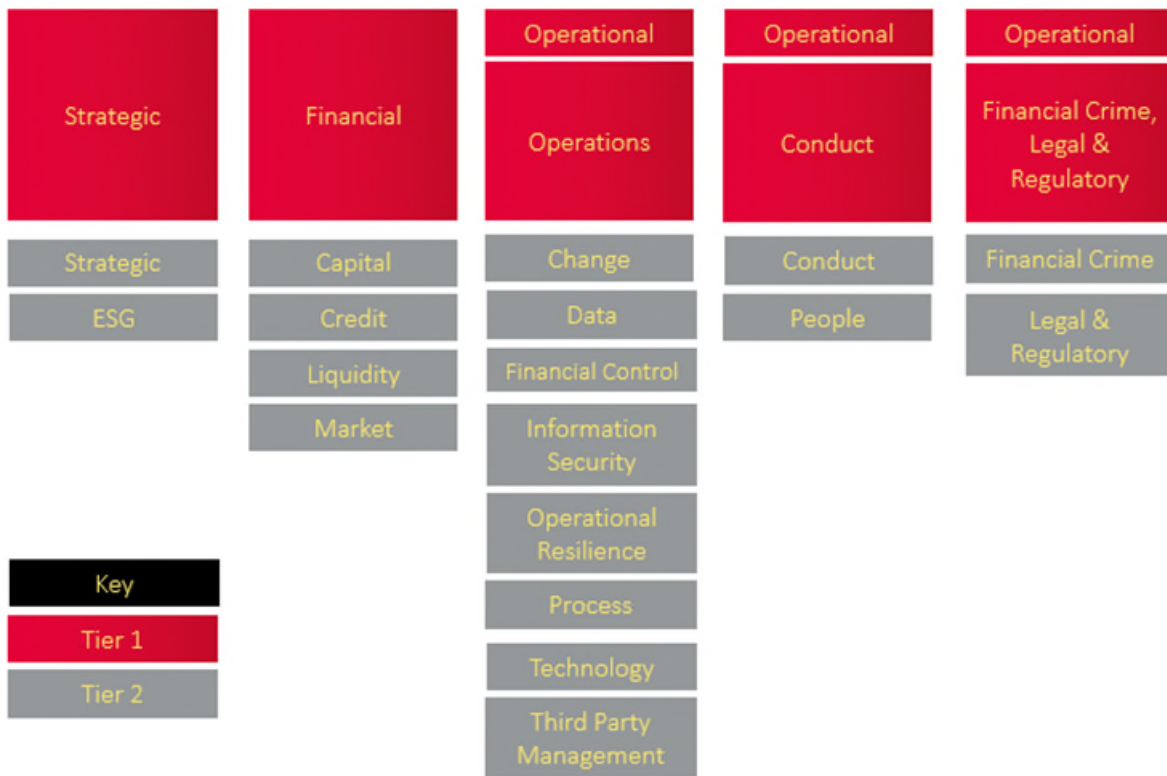 Strategic
Strategic
ESG
Financial
Capital
Credit
Liquidity
Market
Operational
Operations
Change
Data
Financial Control
Information
Security
Operational
Resilience
Process
Technology
Third Party
Management
Operational
Conduct
Conduct
People
Operational
Financial Crime,
Legal &
Regulatory
Financial Crime
Legal &
Regulatory
Key
Tier 1
Tier 2